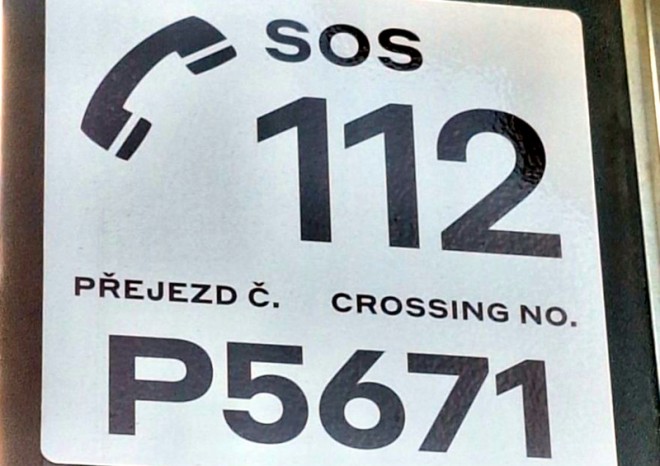 SOS
112
PŘEJEZD Č. CROSSING NO.
P5671